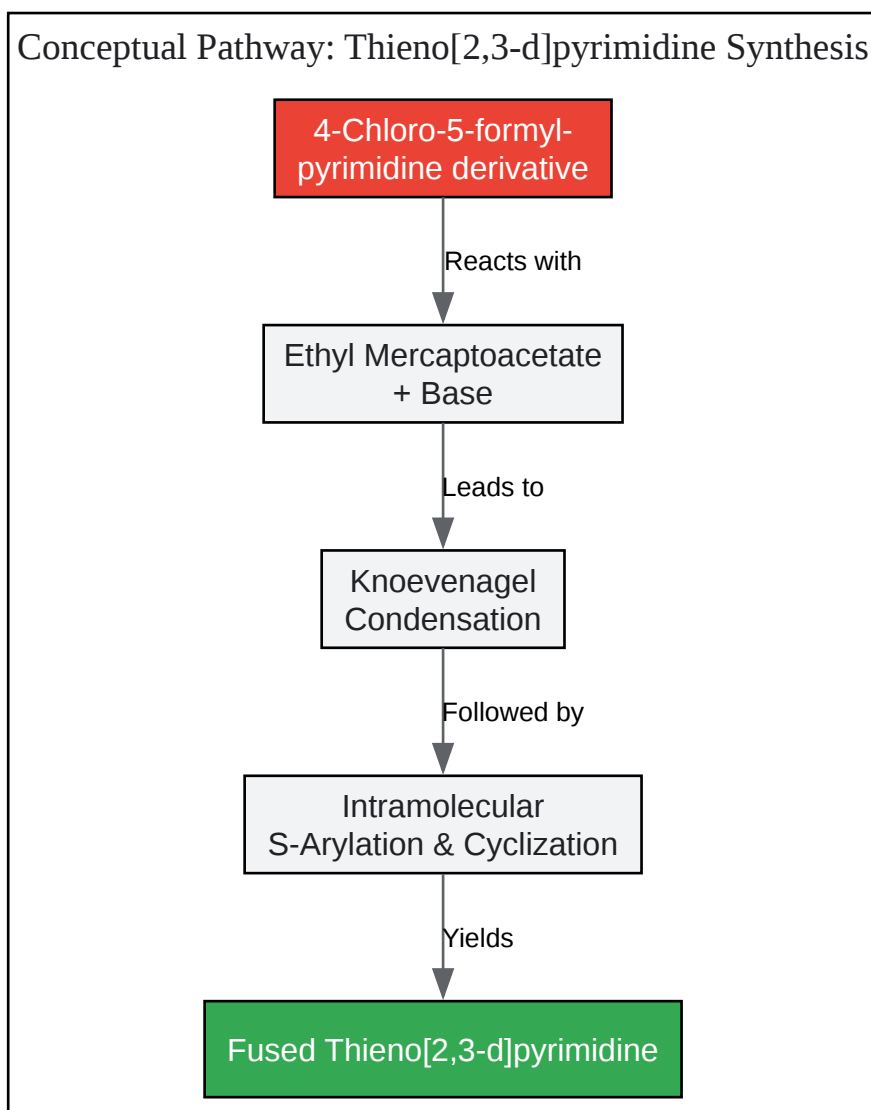 Conceptual Pathway: Thieno[2,3-d]pyrimidine Synthesis
4-Chloro-5-formyl-
pyrimidine derivative
Reacts with
Ethyl Mercaptoacetate
+ Base
Leads to
Knoevenagel
Condensation
Followed by
Intramolecular
S-Arylation & Cyclization
Yields
Fused Thieno[2,3-d]pyrimidine